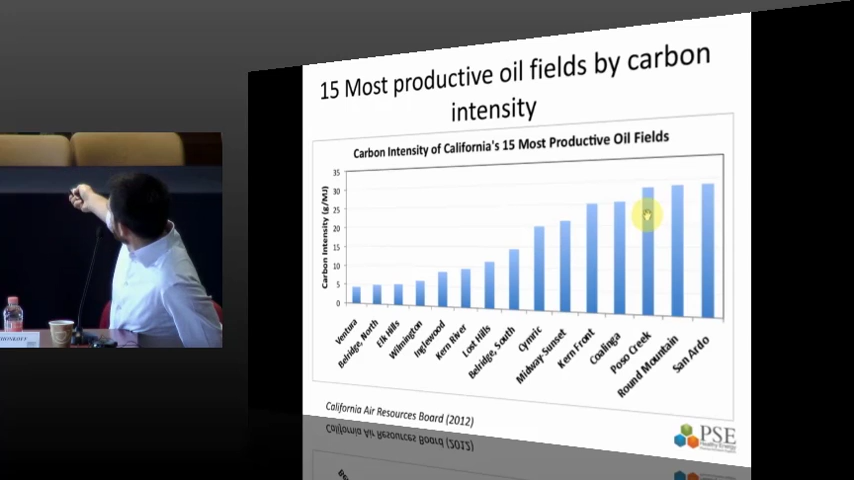 15 Most productive oil fields by carbon
intensity
Carbon Intensity of California's 15 Most Productive Oil Fields
Carbon Intensity (g/MJ)
35
30
25
20
15
10
5
0
Ventura
Belridge, North
Elk Hills
Wilmington
Inglewood
Kern River
Lost Hills
Belridge, South
Cymric
Midway-Sunset
Kern Front
Coalinga
Poso Creek
Round Mountain
San Ardo
California Air Resources Board (2012)
PSE
Healthy Energy